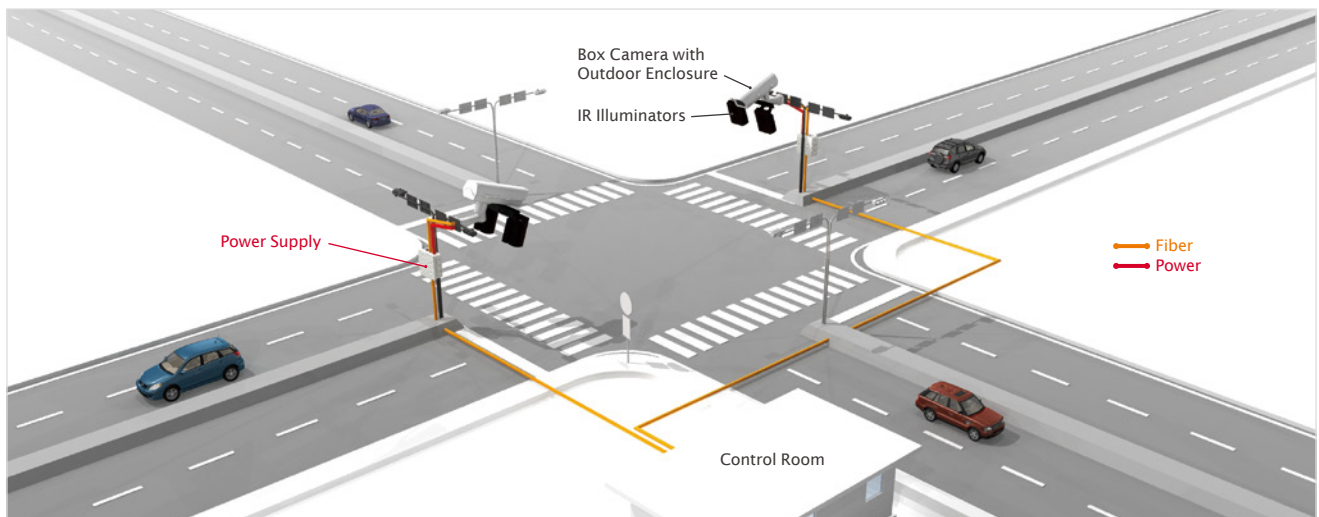 Box Camera with
Outdoor Enclosure
IR Illuminators
Power Supply
Fiber
Power
Control Room